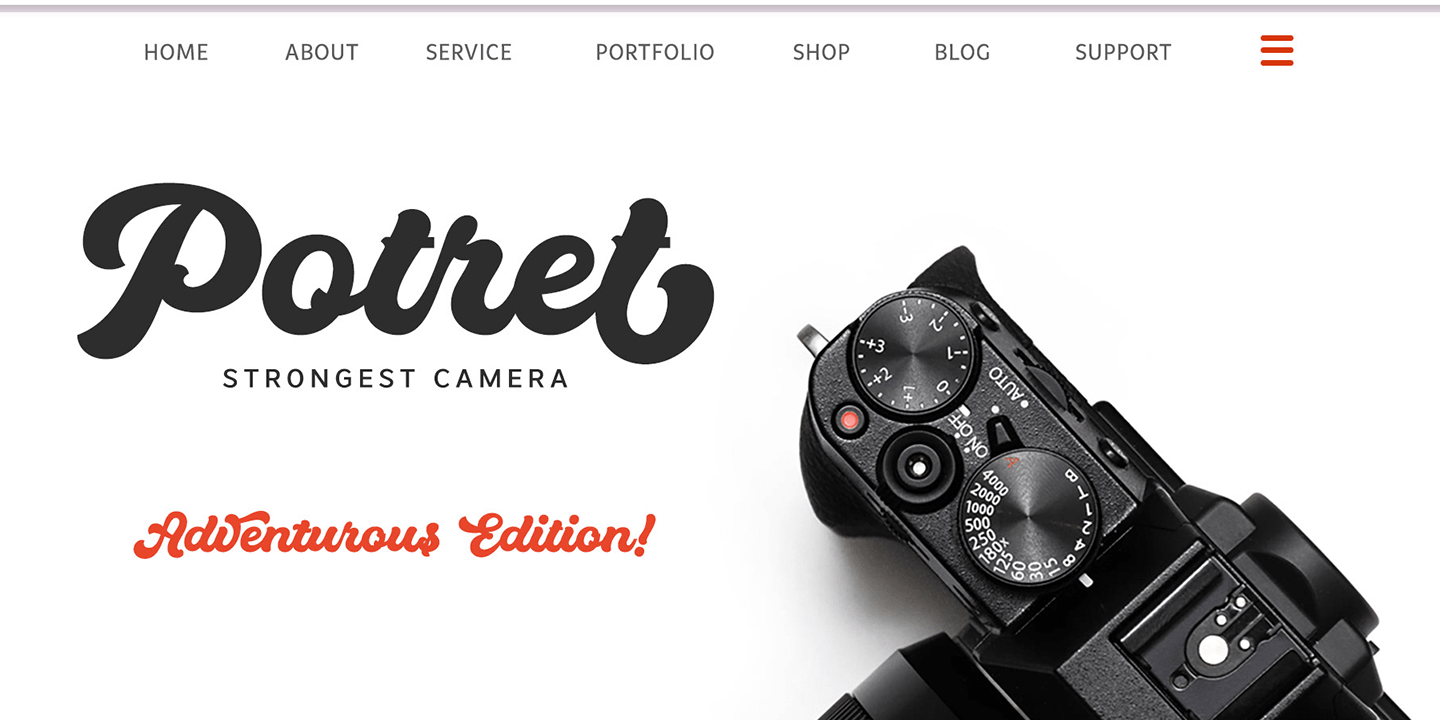 HOME ABOUT SERVICE PORTFOLIO SHOP BLOG SUPPORT
Potret
STRONGEST CAMERA
Adventurous Edition!
-3 -2 -1 0 +1 +2 +3
AUTO
ON OFF
A
4000
2000
1000
500
250
180x
125
60
30
15
8
4
2
1
T
B